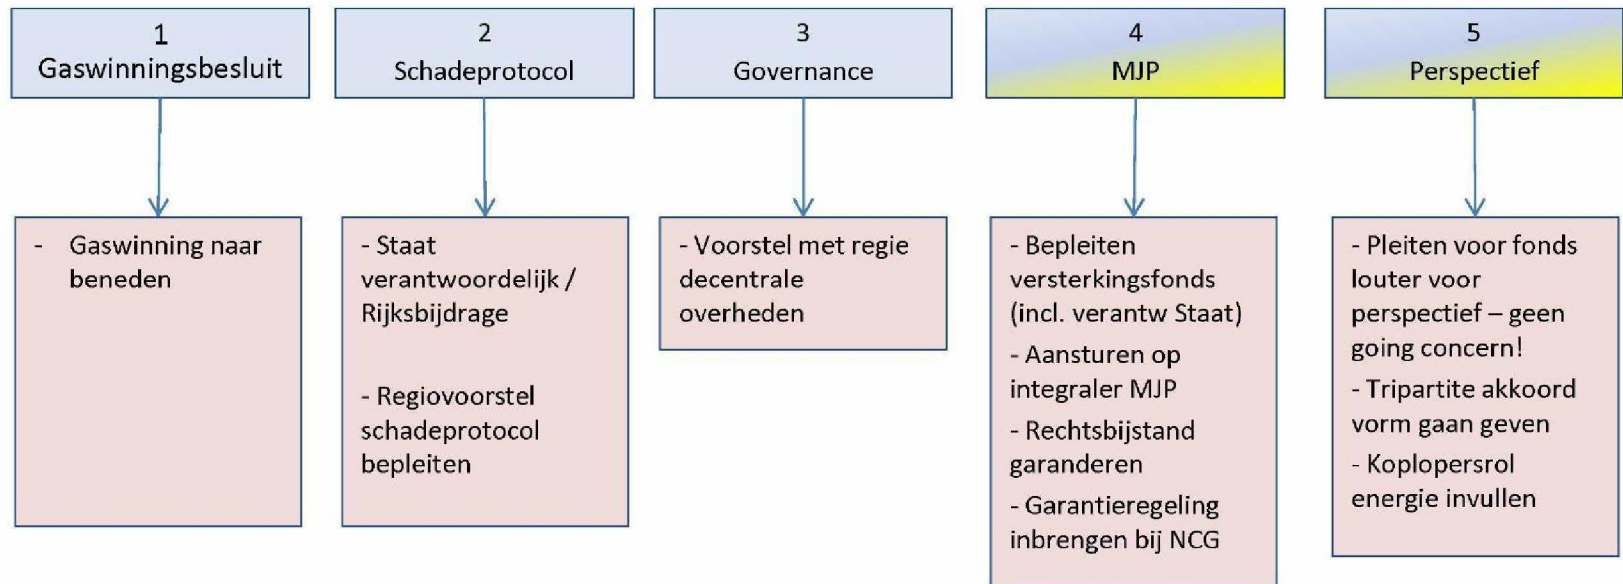 1
Gaswinningsbesluit
2
Schadeprotocol
3
Governance
4
MJP
5
Perspectief
- Gaswinning naar
beneden
- Staat
verantwoordelijk /
Rijksbijdrage
- Regiovoorstel
schadeprotocol
bepleiten
- Voorstel met regie
decentrale
overheden
- Bepleiten
versterkingsfonds
(incl. verantw Staat)
- Aansturen op
integraler MJP
- Rechtsbijstand
garanderen
- Garantieregeling
inbrengen bij NCG
- Pleiten voor fonds
louter voor
perspectief – geen
going concern!
- Tripartite akkoord
vorm gaan geven
- Koplopersrol
energie invullen